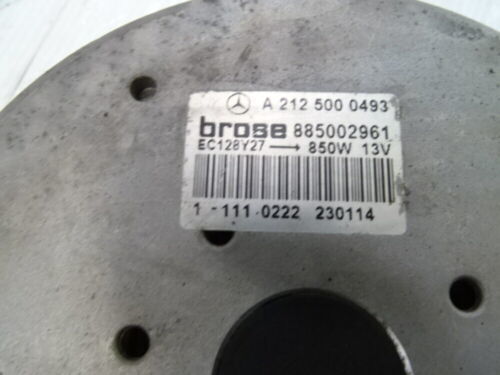 A 212 500 0493
brose 885002961
EC128Y27 → 850W 13V
1 -111.0222 230114